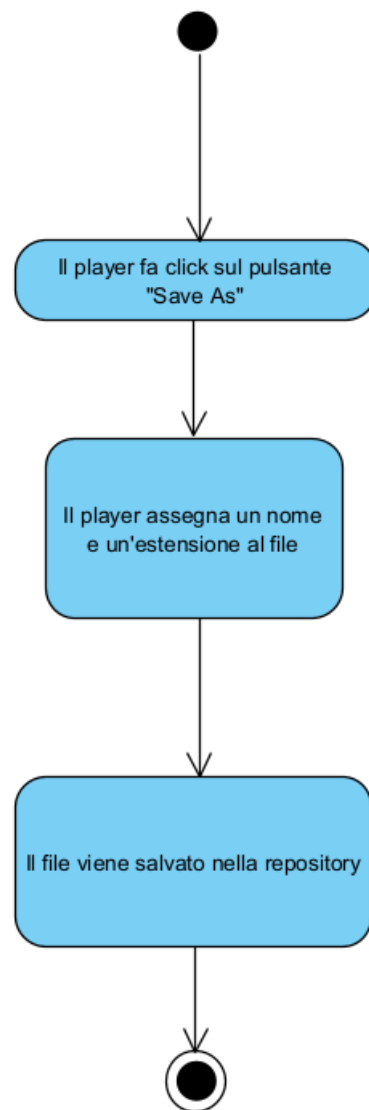 Il player fa click sul pulsante
"Save As"
Il player assegna un nome
e un'estensione al file
Il file viene salvato nella repository